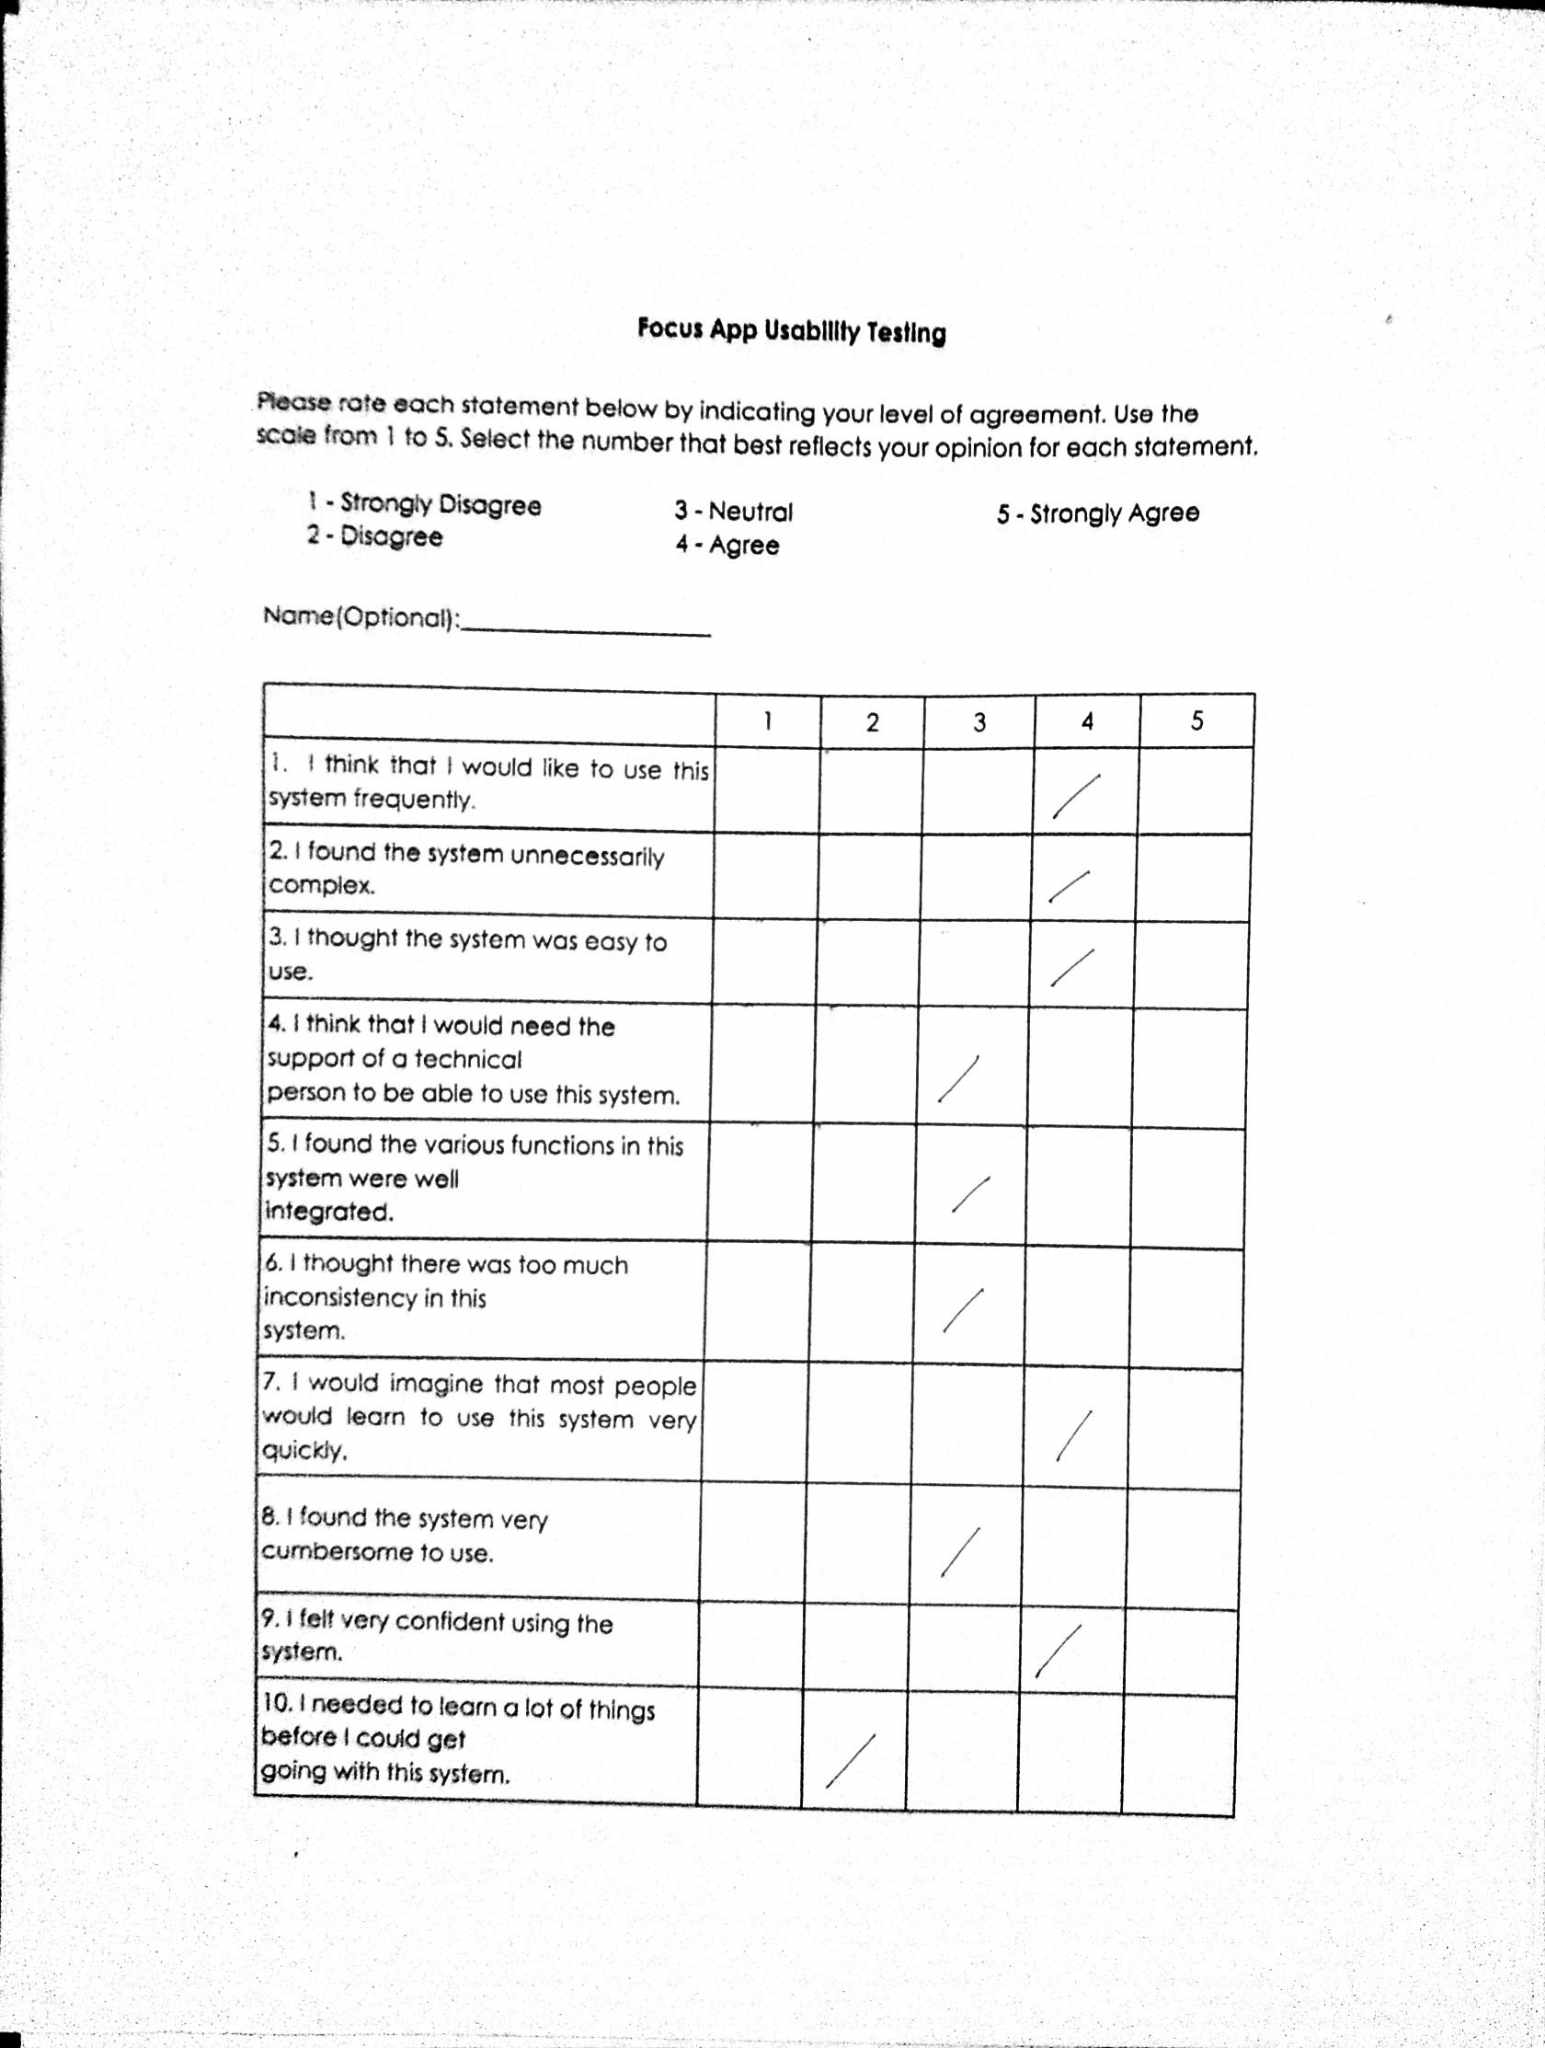 Focus App Usability Testing
Please rate each statement below by indicating your level of agreement. Use the
scale from 1 to 5. Select the number that best reflects your opinion for each statement.
1 - Strongly Disagree 3 - Neutral 5 - Strongly Agree
2 - Disagree 4 - Agree
Name(Optional):
1 2 3 4 5
1. I think that I would like to use this
system frequently.
/
2. I found the system unnecessarily
complex.
/
3. I thought the system was easy to
use.
/
4. I think that I would need the
support of a technical
person to be able to use this system.
/
5. I found the various functions in this
system were well
integrated.
/
6. I thought there was too much
inconsistency in this
system.
/
7. I would imagine that most people
would learn to use this system very
quickly.
/
8. I found the system very
cumbersome to use.
/
9. I felt very confident using the
system.
/
10. I needed to learn a lot of things
before I could get
going with this system.
/